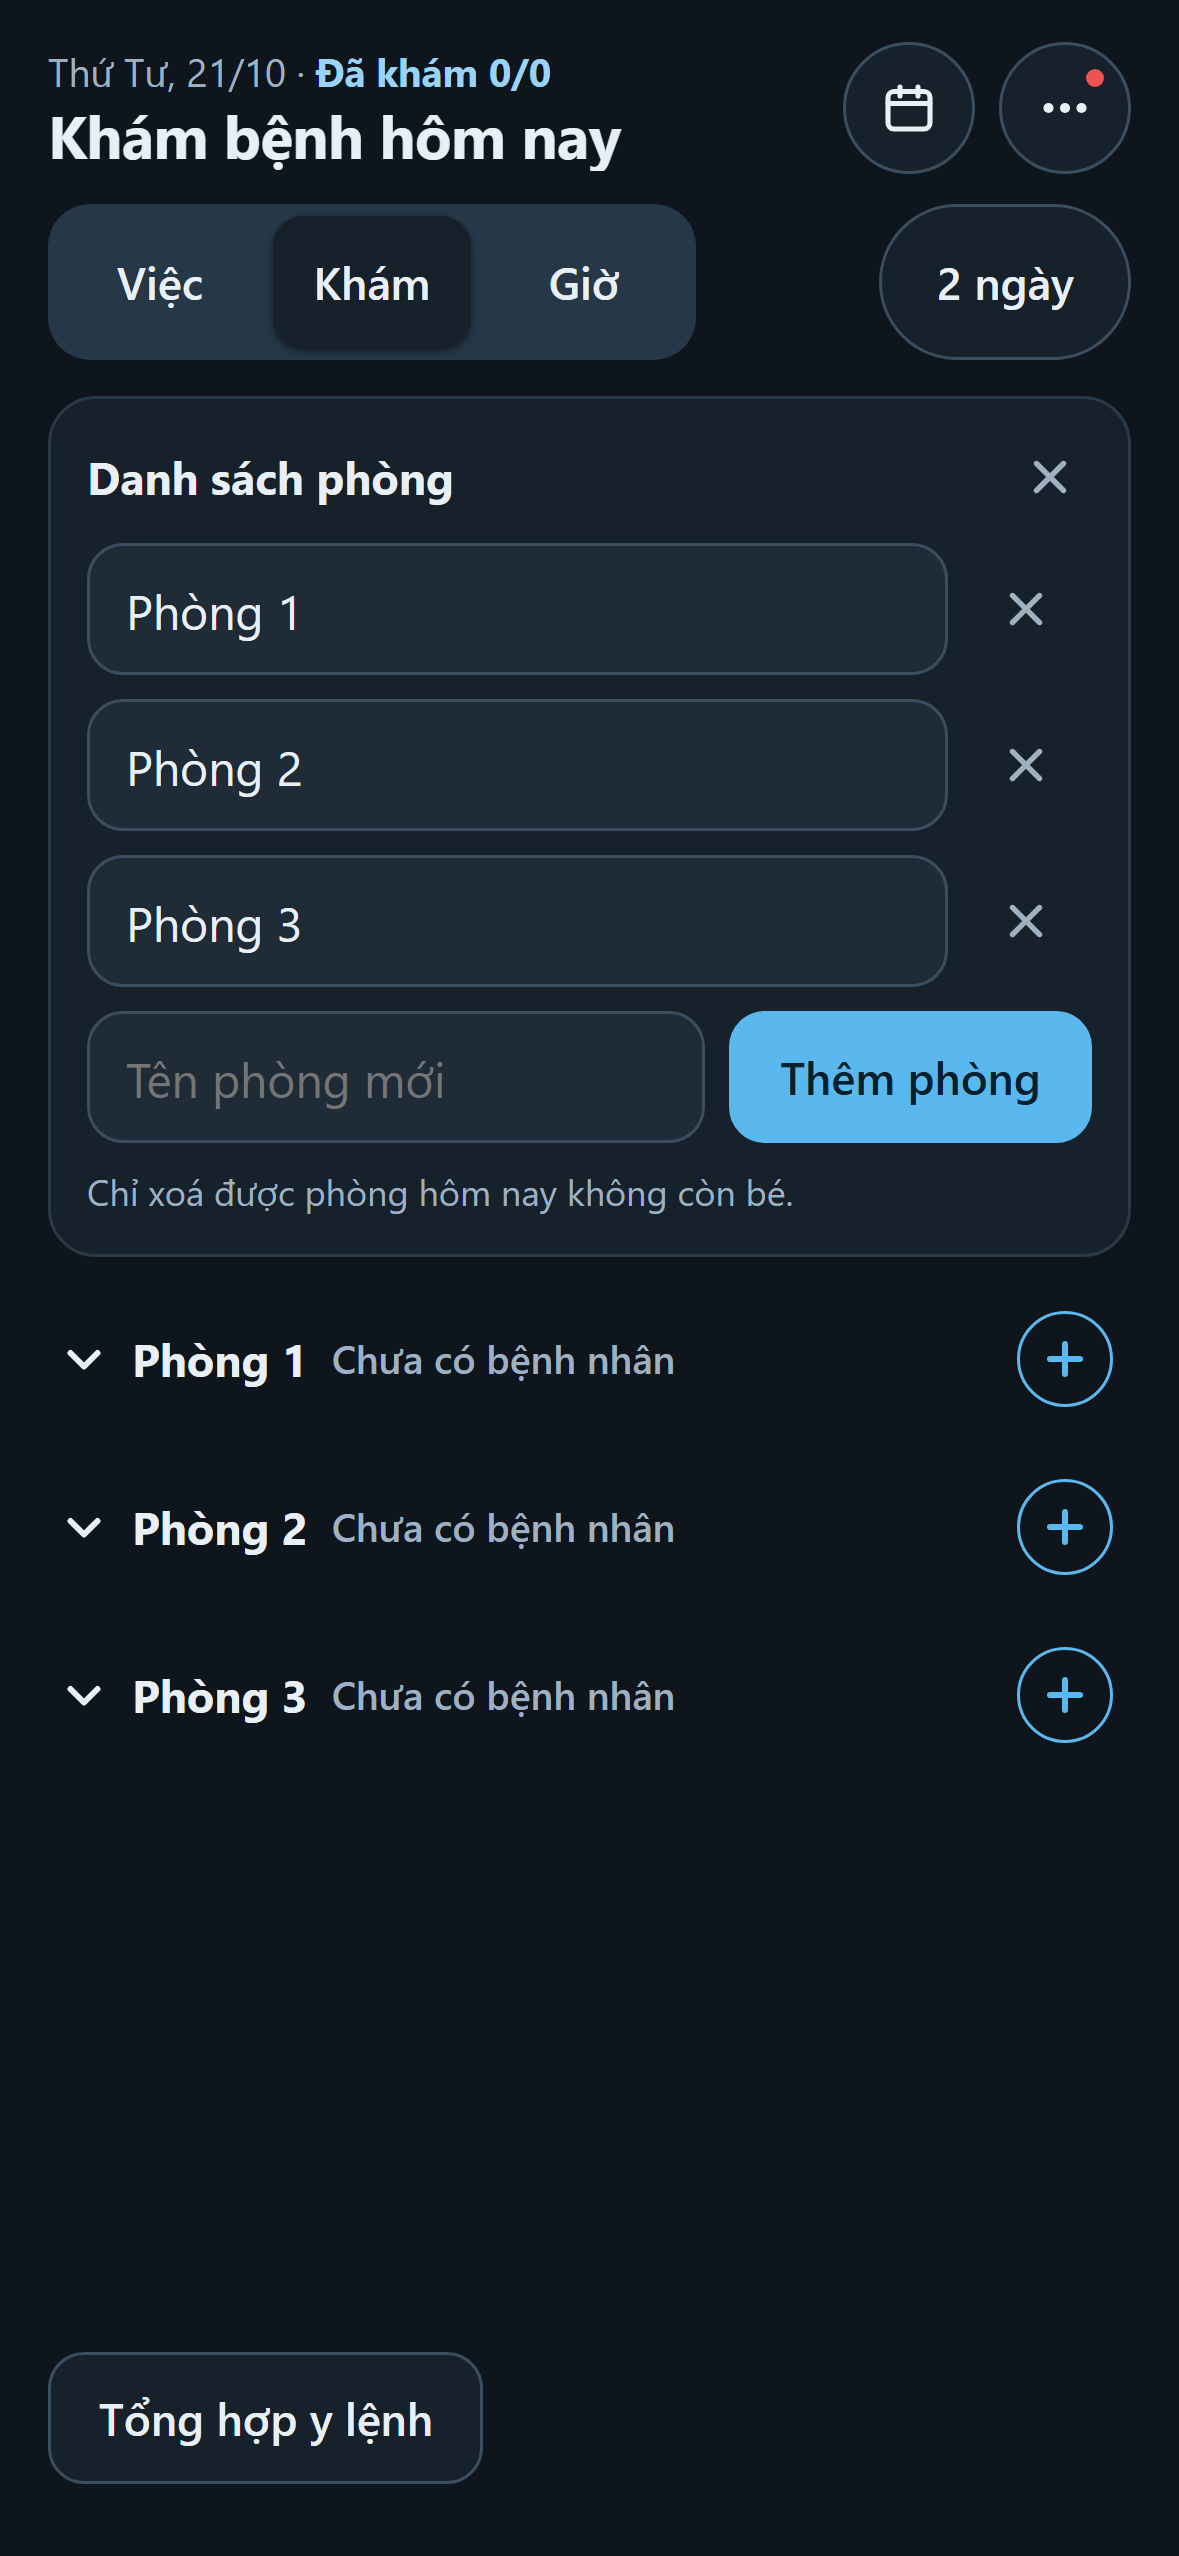 Thứ Tư, 21/10 · Đã khám 0/0
Khám bệnh hôm nay
Việc
Khám
Giờ
2 ngày
Danh sách phòng
Phòng 1
Phòng 2
Phòng 3
Tên phòng mới
Thêm phòng
Chỉ xoá được phòng hôm nay không còn bé.
Phòng 1 Chưa có bệnh nhân
Phòng 2 Chưa có bệnh nhân
Phòng 3 Chưa có bệnh nhân
Tổng hợp y lệnh